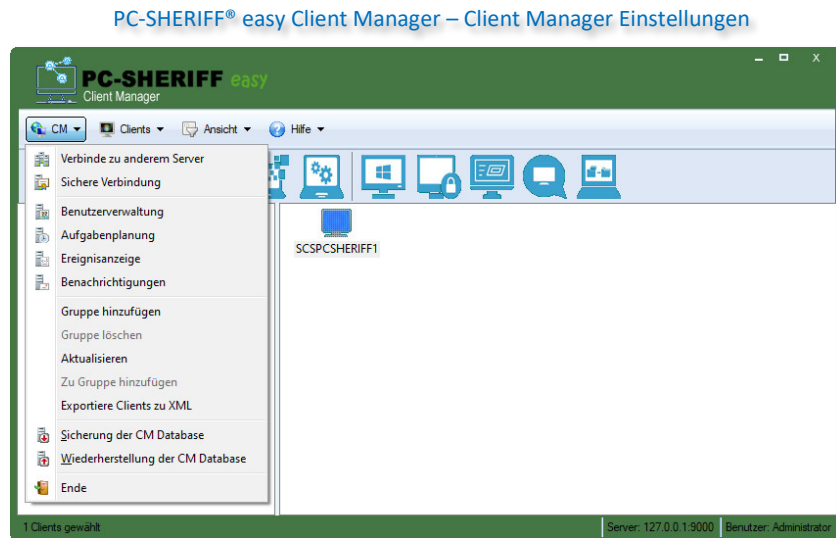 PC-SHERIFF® easy Client Manager – Client Manager Einstellungen
PC-SHERIFF easy
Client Manager
CM Clients Ansicht Hilfe
Verbinde zu anderem Server
Sichere Verbindung
Benutzerverwaltung
Aufgabenplanung
Ereignisanzeige
Benachrichtigungen
Gruppe hinzufügen
Gruppe löschen
Aktualisieren
Zu Gruppe hinzufügen
Exportiere Clients zu XML
Sicherung der CM Database
Wiederherstellung der CM Database
Ende
SCSPCSHERIFF1
1 Clients gewählt Server: 127.0.0.1:9000 Benutzer: Administrator